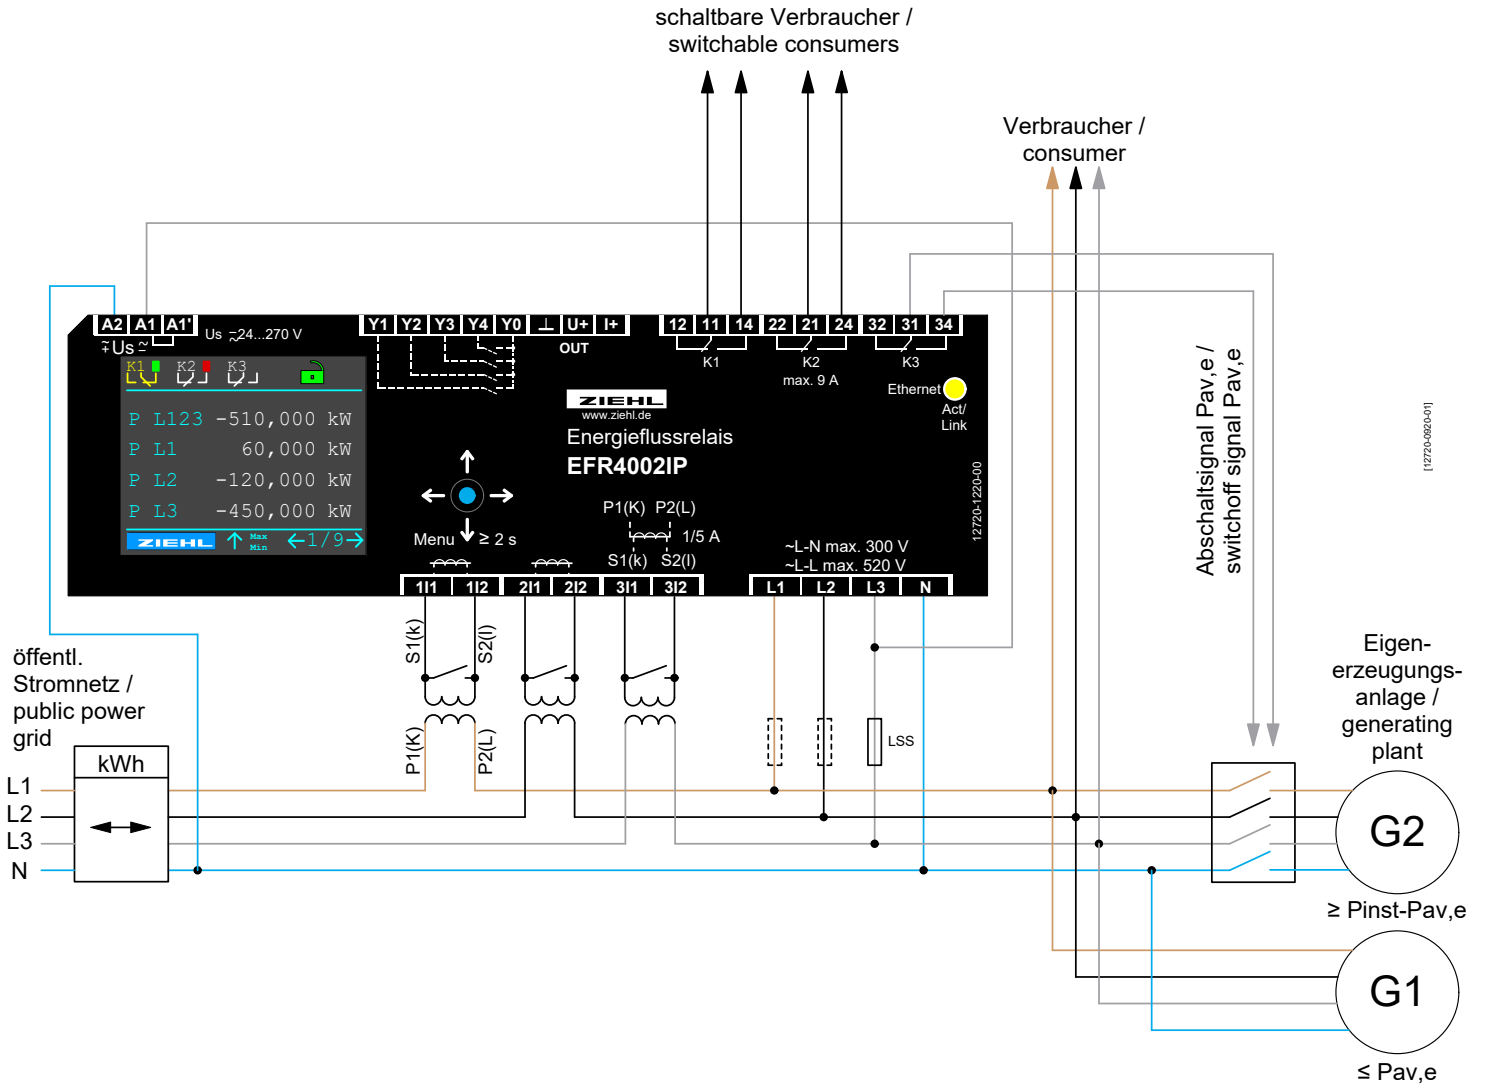 schaltbare Verbraucher /
switchable consumers
Verbraucher /
consumer
A2 A1 A1'
Us 24...270 V
Us
Y1 Y2 Y3 Y4 Y0 ⊥ U+ I+
OUT
12 11 14 22 21 24 32 31 34
K1
K2
K3
max. 9 A
K1 K2 K3
P L123 -510,000 kW
P L1 60,000 kW
P L2 -120,000 kW
P L3 -450,000 kW
ZIEHL
Max
Min
1/9
ZIEHL
www.ziehl.de
Energieflussrelais
EFR4002IP
Ethernet
Act/
Link
12720-1220-00
Menu
≥ 2 s
P1(K) P2(L)
1/5 A
S1(k) S2(l)
~L-N max. 300 V
~L-L max. 520 V
1I1 1I2 2I1 2I2 3I1 3I2
L1 L2 L3 N
S1(k)
S2(l)
P1(K)
P2(L)
LSS
öffentl.
Stromnetz /
public power
grid
kWh
L1
L2
L3
N
Abschaltsignal Pav,e /
switchoff signal Pav,e
[12720-0920-01]
Eigen-
erzeugungs-
anlage /
generating
plant
G2
≥ Pinst-Pav,e
G1
≤ Pav,e